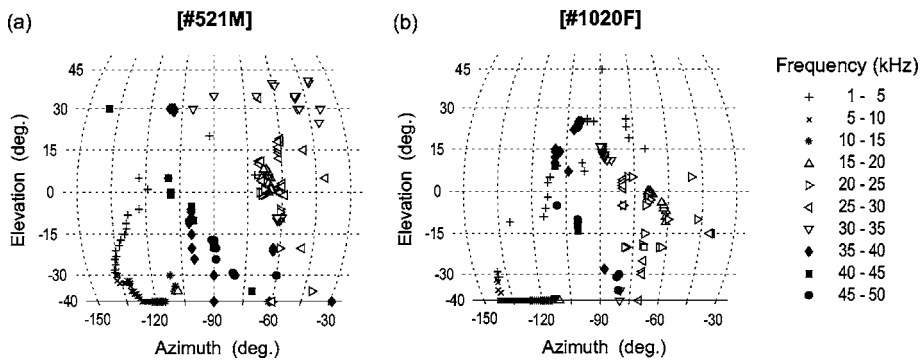 (a) [#521M]
Elevation (deg.)
45
30
15
0
-15
-30
-40
-150 -120 -90 -60 -30
Azimuth (deg.)
(b) [#1020F]
Elevation (deg.)
45
30
15
0
-15
-30
-40
-150 -120 -90 -60 -30
Azimuth (deg.)
Frequency (kHz)
1 - 5
5 - 10
10 - 15
15 - 20
20 - 25
25 - 30
30 - 35
35 - 40
40 - 45
45 - 50